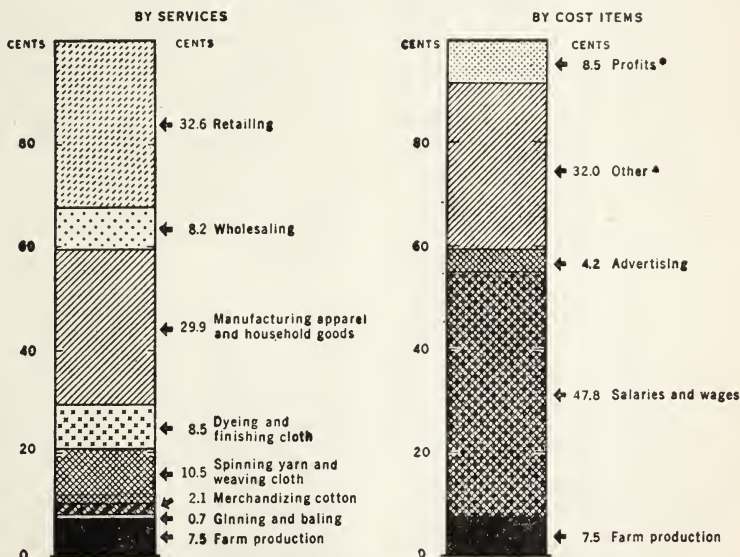 BY SERVICES
CENTS
CENTS
80
60
40
20
0
32.6 Retailing
8.2 Wholesaling
29.9 Manufacturing apparel
and household goods
8.5 Dyeing and
finishing cloth
10.5 Spinning yarn and
weaving cloth
2.1 Merchandizing cotton
0.7 Ginning and baling
7.5 Farm production
BY COST ITEMS
CENTS
CENTS
80
60
40
20
0
8.5 Profits*
32.0 Other▲
4.2 Advertising
47.8 Salaries and wages
7.5 Farm production